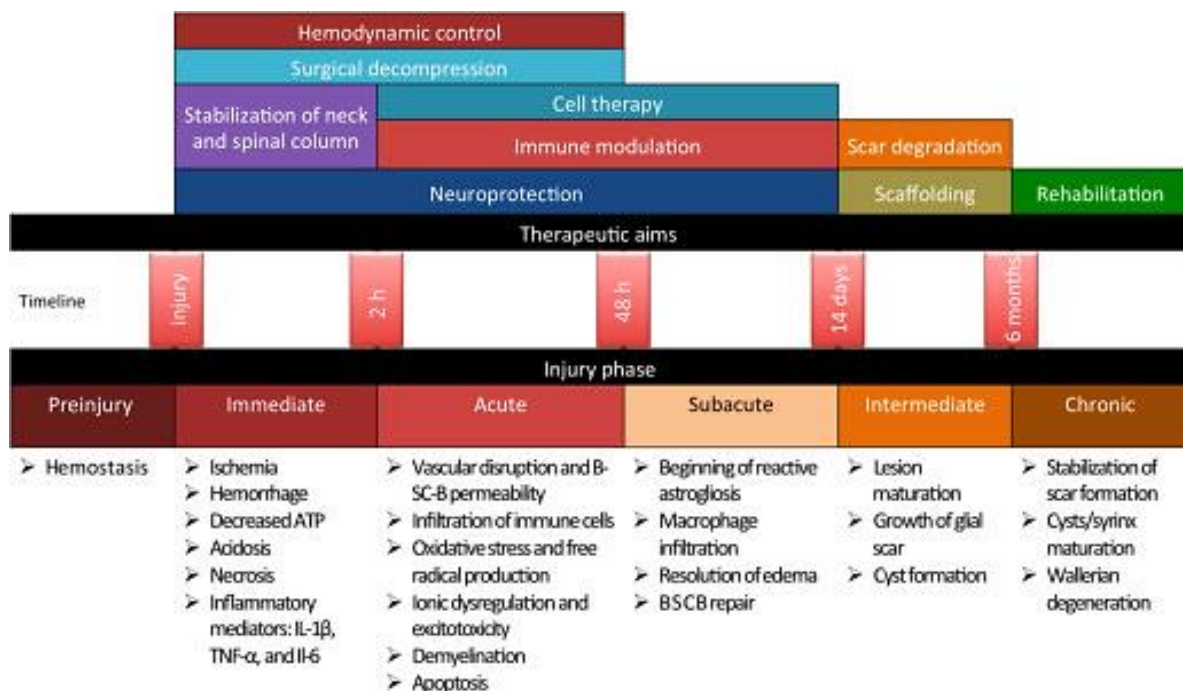 Hemodynamic control
Surgical decompression
Stabilization of neck
and spinal column
Cell therapy
Immune modulation
Scar degradation
Neuroprotection
Scaffolding
Rehabilitation
Therapeutic aims
Timeline
injury
2 h
48 h
14 days
6 months
Injury phase
Preinjury
Immediate
Acute
Subacute
Intermediate
Chronic
➢ Hemostasis
➢ Ischemia
➢ Hemorrhage
➢ Decreased ATP
➢ Acidosis
➢ Necrosis
➢ Inflammatory
mediators: IL-1β,
TNF-α, and Il-6
➢ Vascular disruption and B-
SC-B permeability
➢ Infiltration of immune cells
➢ Oxidative stress and free
radical production
➢ Ionic dysregulation and
excitotoxicity
➢ Demyelination
➢ Apoptosis
➢ Beginning of reactive
astrogliosis
➢ Macrophage
infiltration
➢ Resolution of edema
➢ BSCB repair
➢ Lesion
maturation
➢ Growth of glial
scar
➢ Cyst formation
➢ Stabilization of
scar formation
➢ Cysts/syrinx
maturation
➢ Wallerian
degeneration